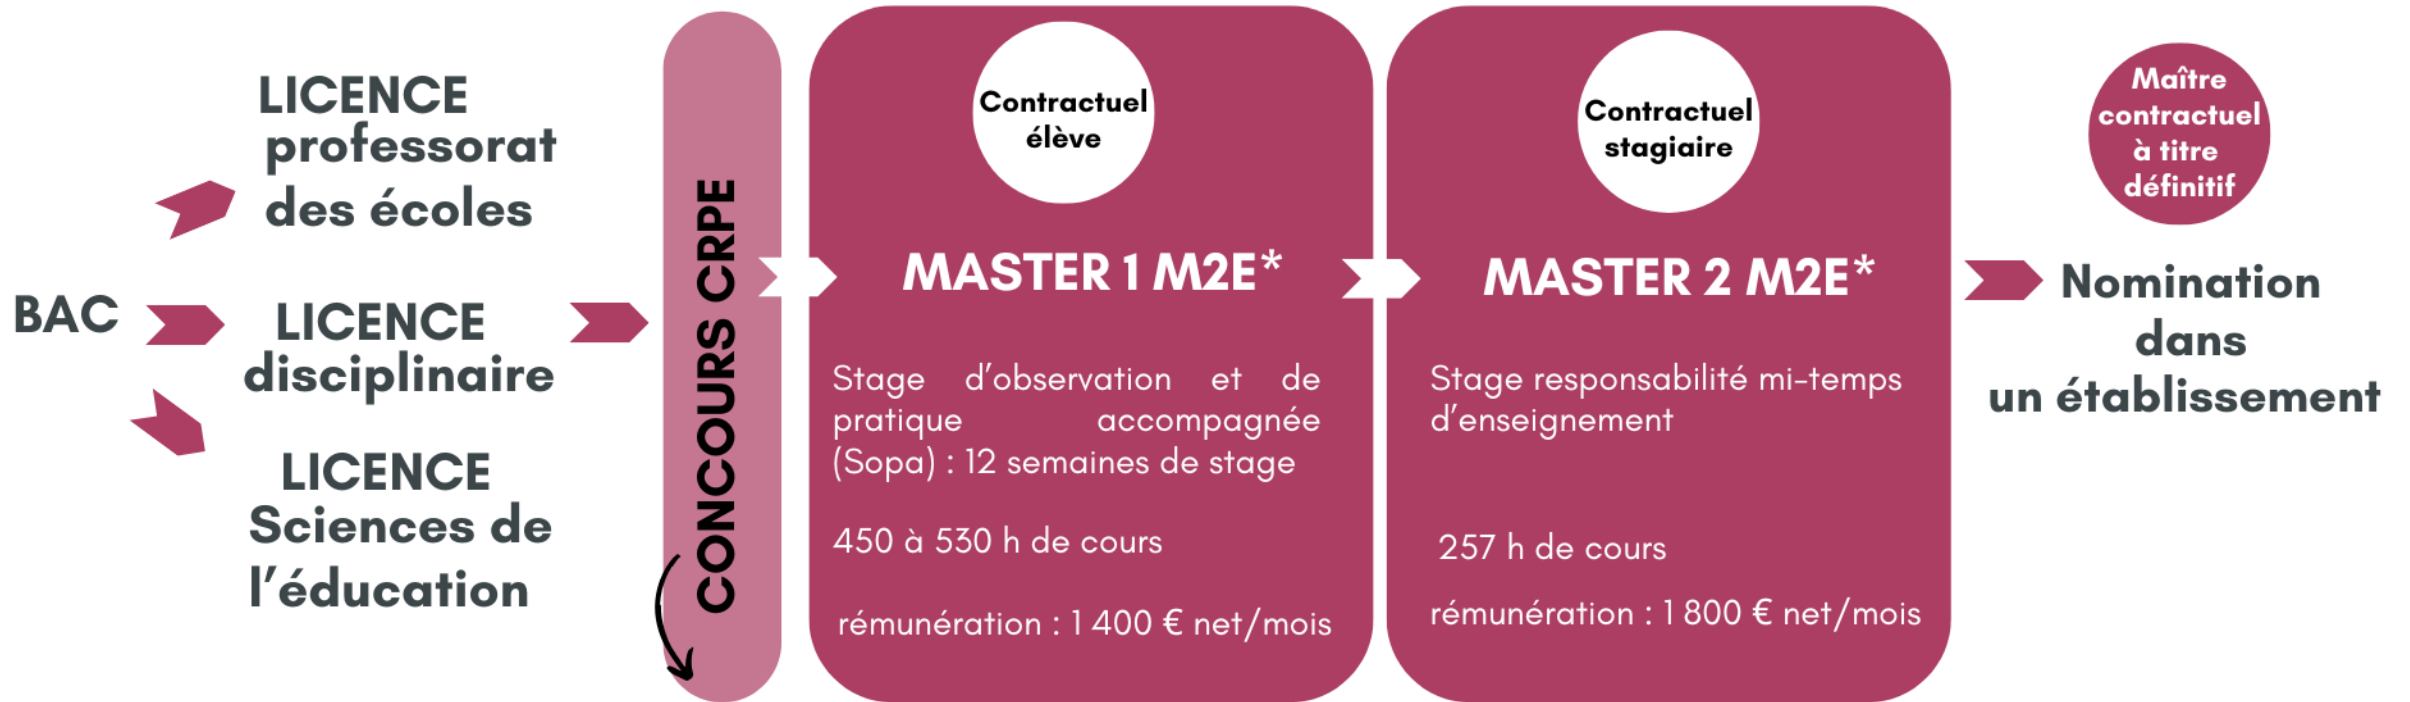 BAC
LICENCE
professorat
des écoles
LICENCE
disciplinaire
LICENCE
Sciences de
l'éducation
CONCOURS CRPE
Contractuel
élève
MASTER 1 M2E*
Stage d'observation et de
pratique accompagnée
(Sopa) : 12 semaines de stage
450 à 530 h de cours
rémunération : 1 400 € net/mois
Contractuel
stagiaire
MASTER 2 M2E*
Stage responsabilité mi-temps
d'enseignement
257 h de cours
rémunération : 1 800 € net/mois
Maître
contractuel
à titre
définitif
Nomination
dans
un établissement